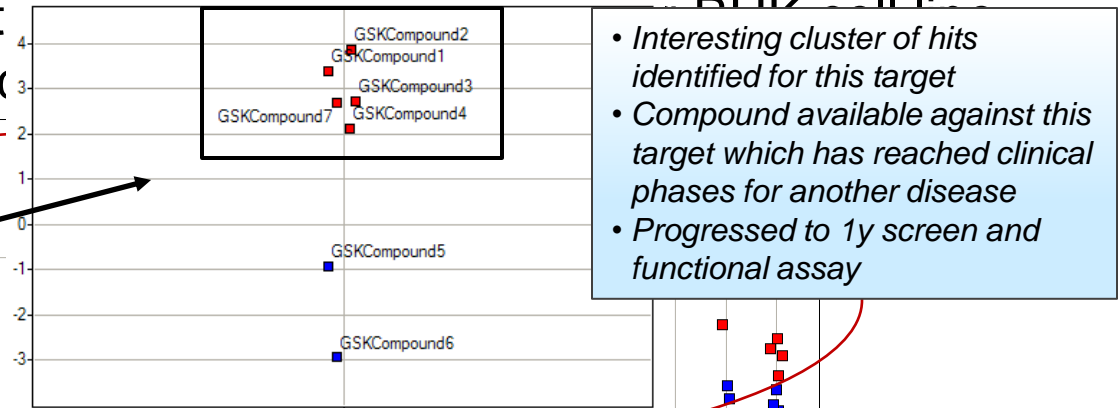 4
3
2
1
0
-1
-2
-3
GSKCompound2
GSKCompound1
GSKCompound3
GSKCompound7
GSKCompound4
GSKCompound5
GSKCompound6
• Interesting cluster of hits
identified for this target
• Compound available against this
target which has reached clinical
phases for another disease
• Progressed to 1y screen and
functional assay